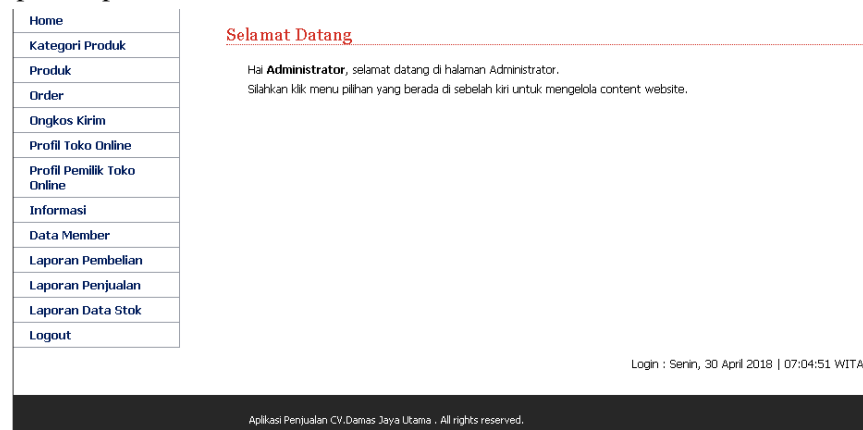 Home
Kategori Produk
Produk
Order
Ongkos Kirim
Profil Toko Online
Profil Pemilik Toko
Online
Informasi
Data Member
Laporan Pembelian
Laporan Penjualan
Laporan Data Stok
Logout
Selamat Datang
Hai Administrator, selamat datang di halaman Administrator.
Silahkan klik menu pilihan yang berada di sebelah kiri untuk mengelola content website.
Login : Senin, 30 April 2018 | 07:04:51 WITA
Aplikasi Penjualan CV.Damas Jaya Utama . All rights reserved.